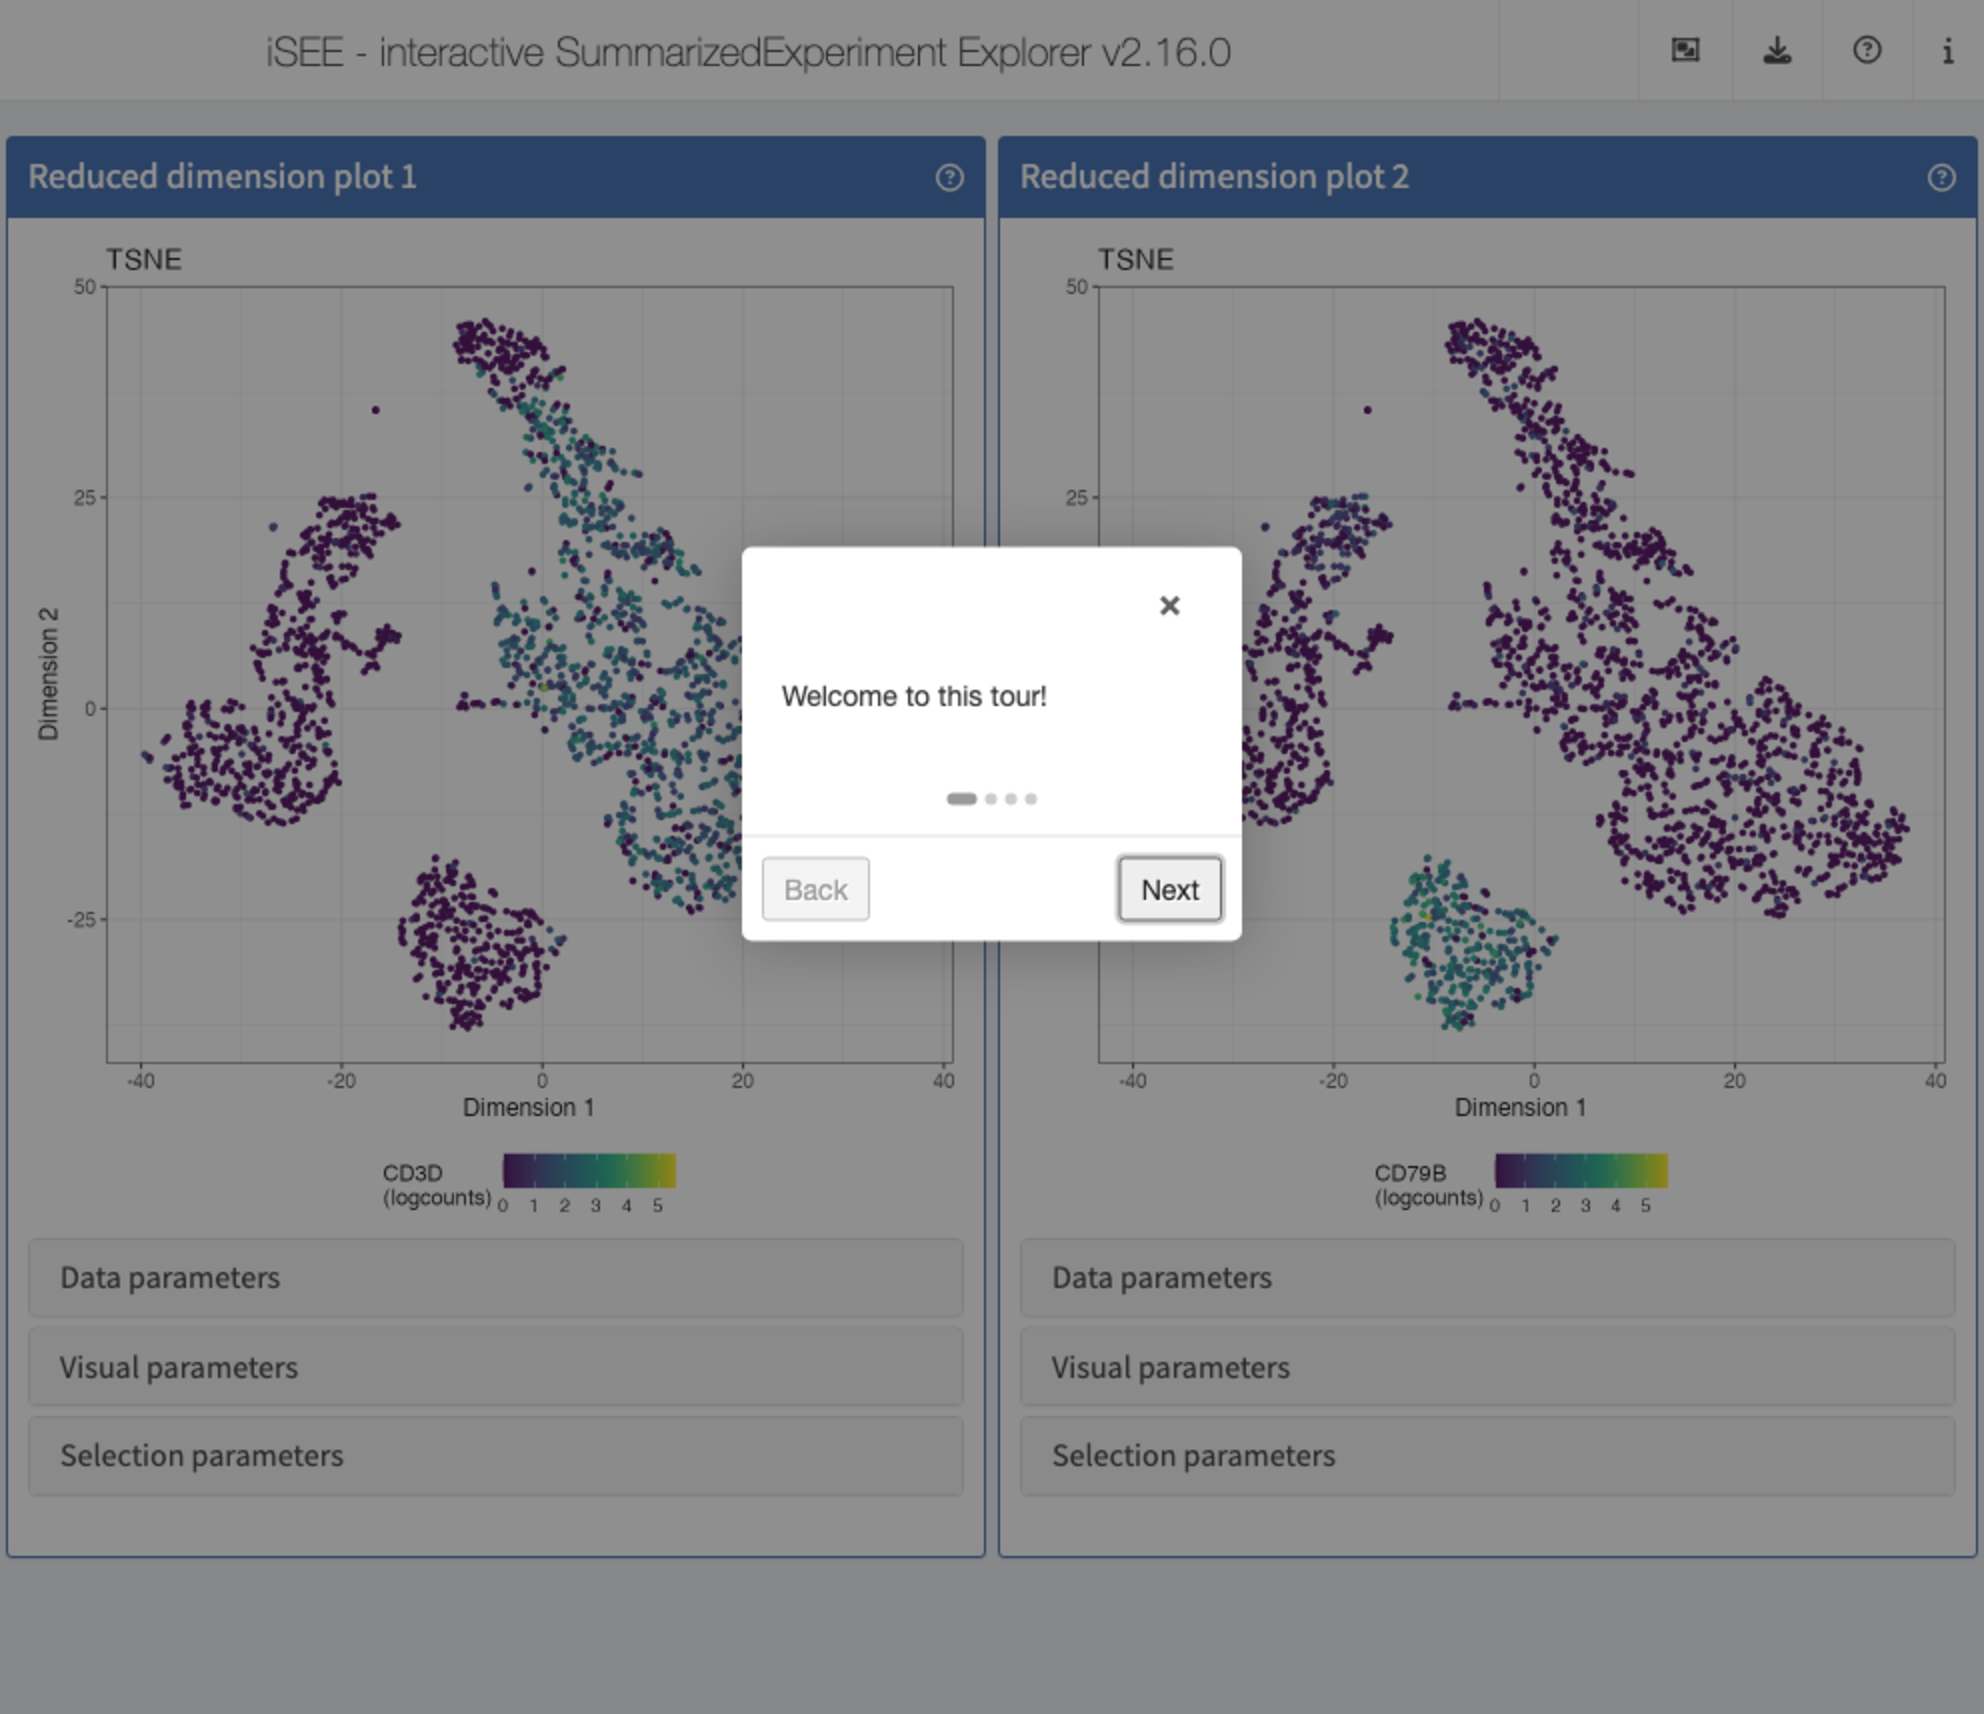 iSEE - interactive SummarizedExperiment Explorer v2.16.0
Reduced dimension plot 1
TSNE
50
25
0
-25
Dimension 2
-40 -20 0 20 40
Dimension 1
CD3D
(logcounts)
0 1 2 3 4 5
Data parameters
Visual parameters
Selection parameters
Reduced dimension plot 2
TSNE
50
25
-40 -20 0 20 40
Dimension 1
CD79B
(logcounts)
0 1 2 3 4 5
Data parameters
Visual parameters
Selection parameters
Welcome to this tour!
Back
Next